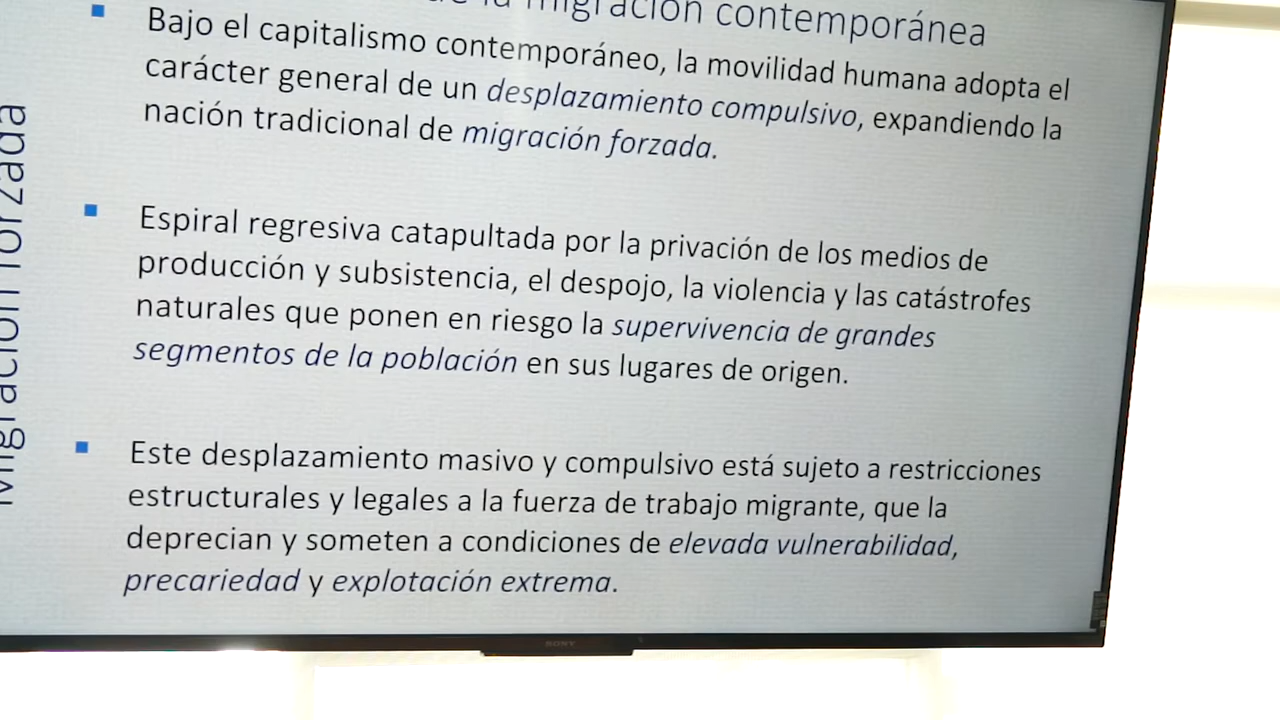 migración contemporánea
Bajo el capitalismo contemporáneo, la movilidad humana adopta el
carácter general de un desplazamiento compulsivo, expandiendo la
nación tradicional de migración forzada.
Espiral regresiva catapultada por la privación de los medios de
producción y subsistencia, el despojo, la violencia y las catástrofes
naturales que ponen en riesgo la supervivencia de grandes
segmentos de la población en sus lugares de origen.
Este desplazamiento masivo y compulsivo está sujeto a restricciones
estructurales y legales a la fuerza de trabajo migrante, que la
deprecian y someten a condiciones de elevada vulnerabilidad,
precariedad y explotación extrema.
Migración forzada
SONY